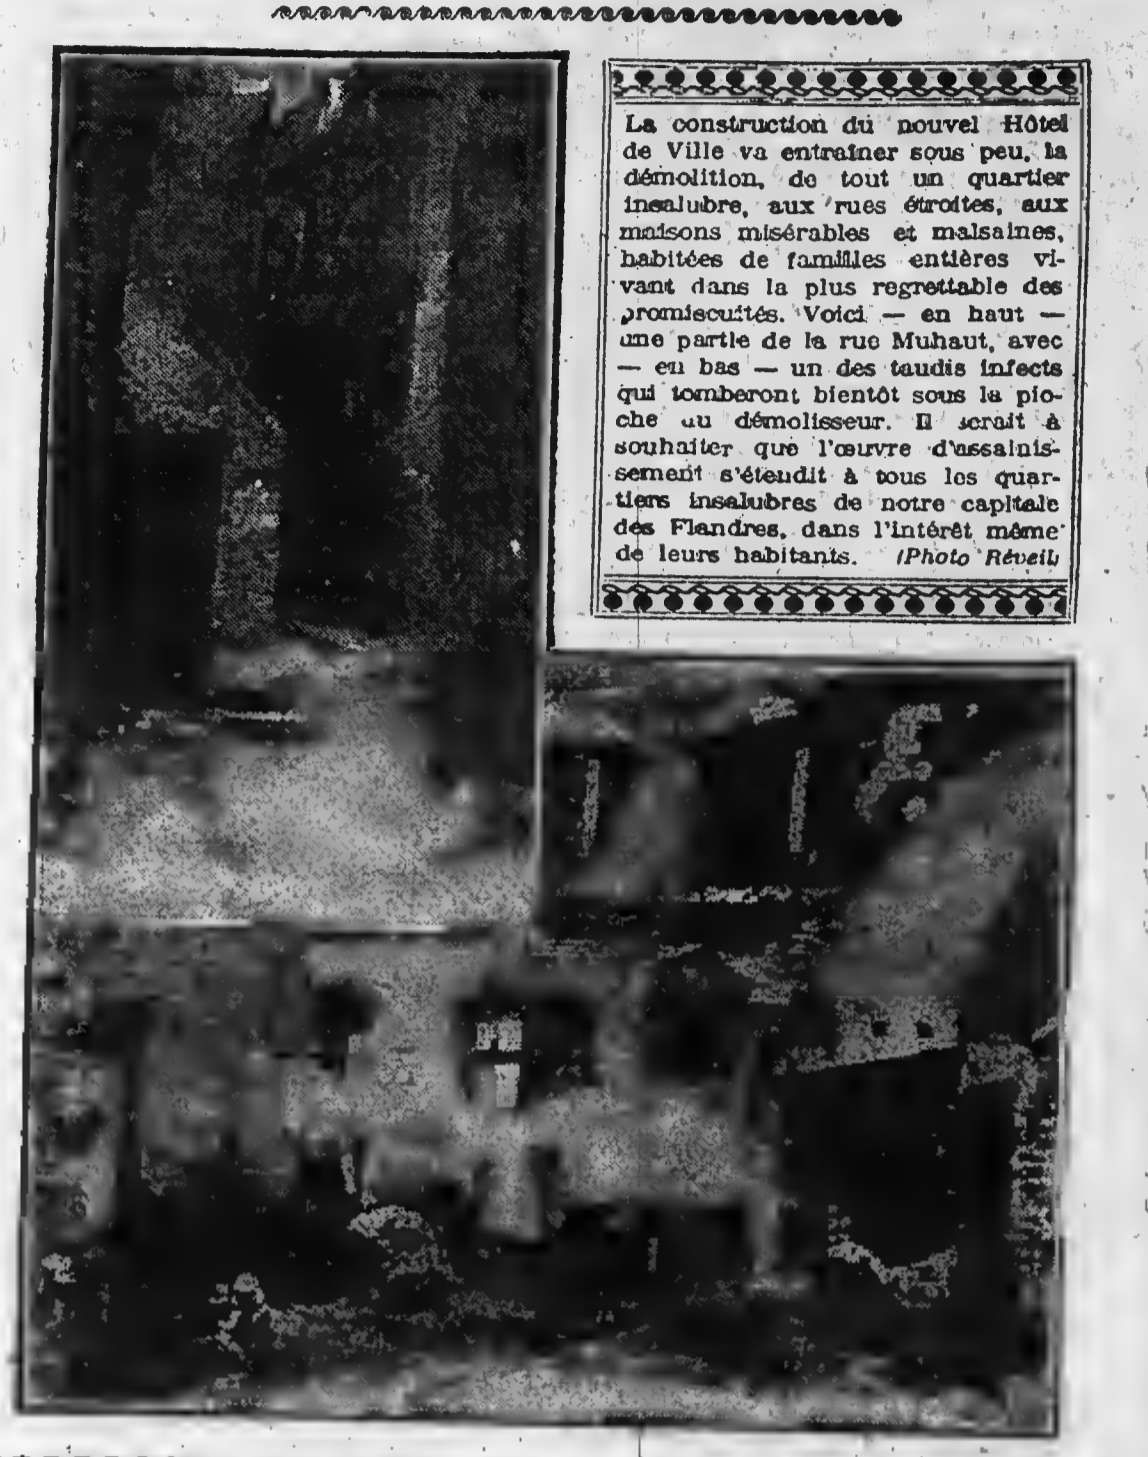 La construction du nouvel Hôtel
de Ville va entraîner sous peu, la
démolition, de tout un quartier
insalubre, aux rues étroites, aux
maisons misérables et malsaines,
habitées de familles entières vi-
vant dans la plus regrettable des
promiscuités. Voici — en haut —
une partie de la rue Muhaut, avec
— en bas — un des taudis infects
qui tomberont bientôt sous la pio-
che du démolisseur. Il serait à
souhaiter que l'œuvre d'assainis-
sement s'étendit à tous les quar-
tiers insalubres de notre capitale
des Flandres, dans l'intérêt même
de leurs habitants. (Photo Réveil)